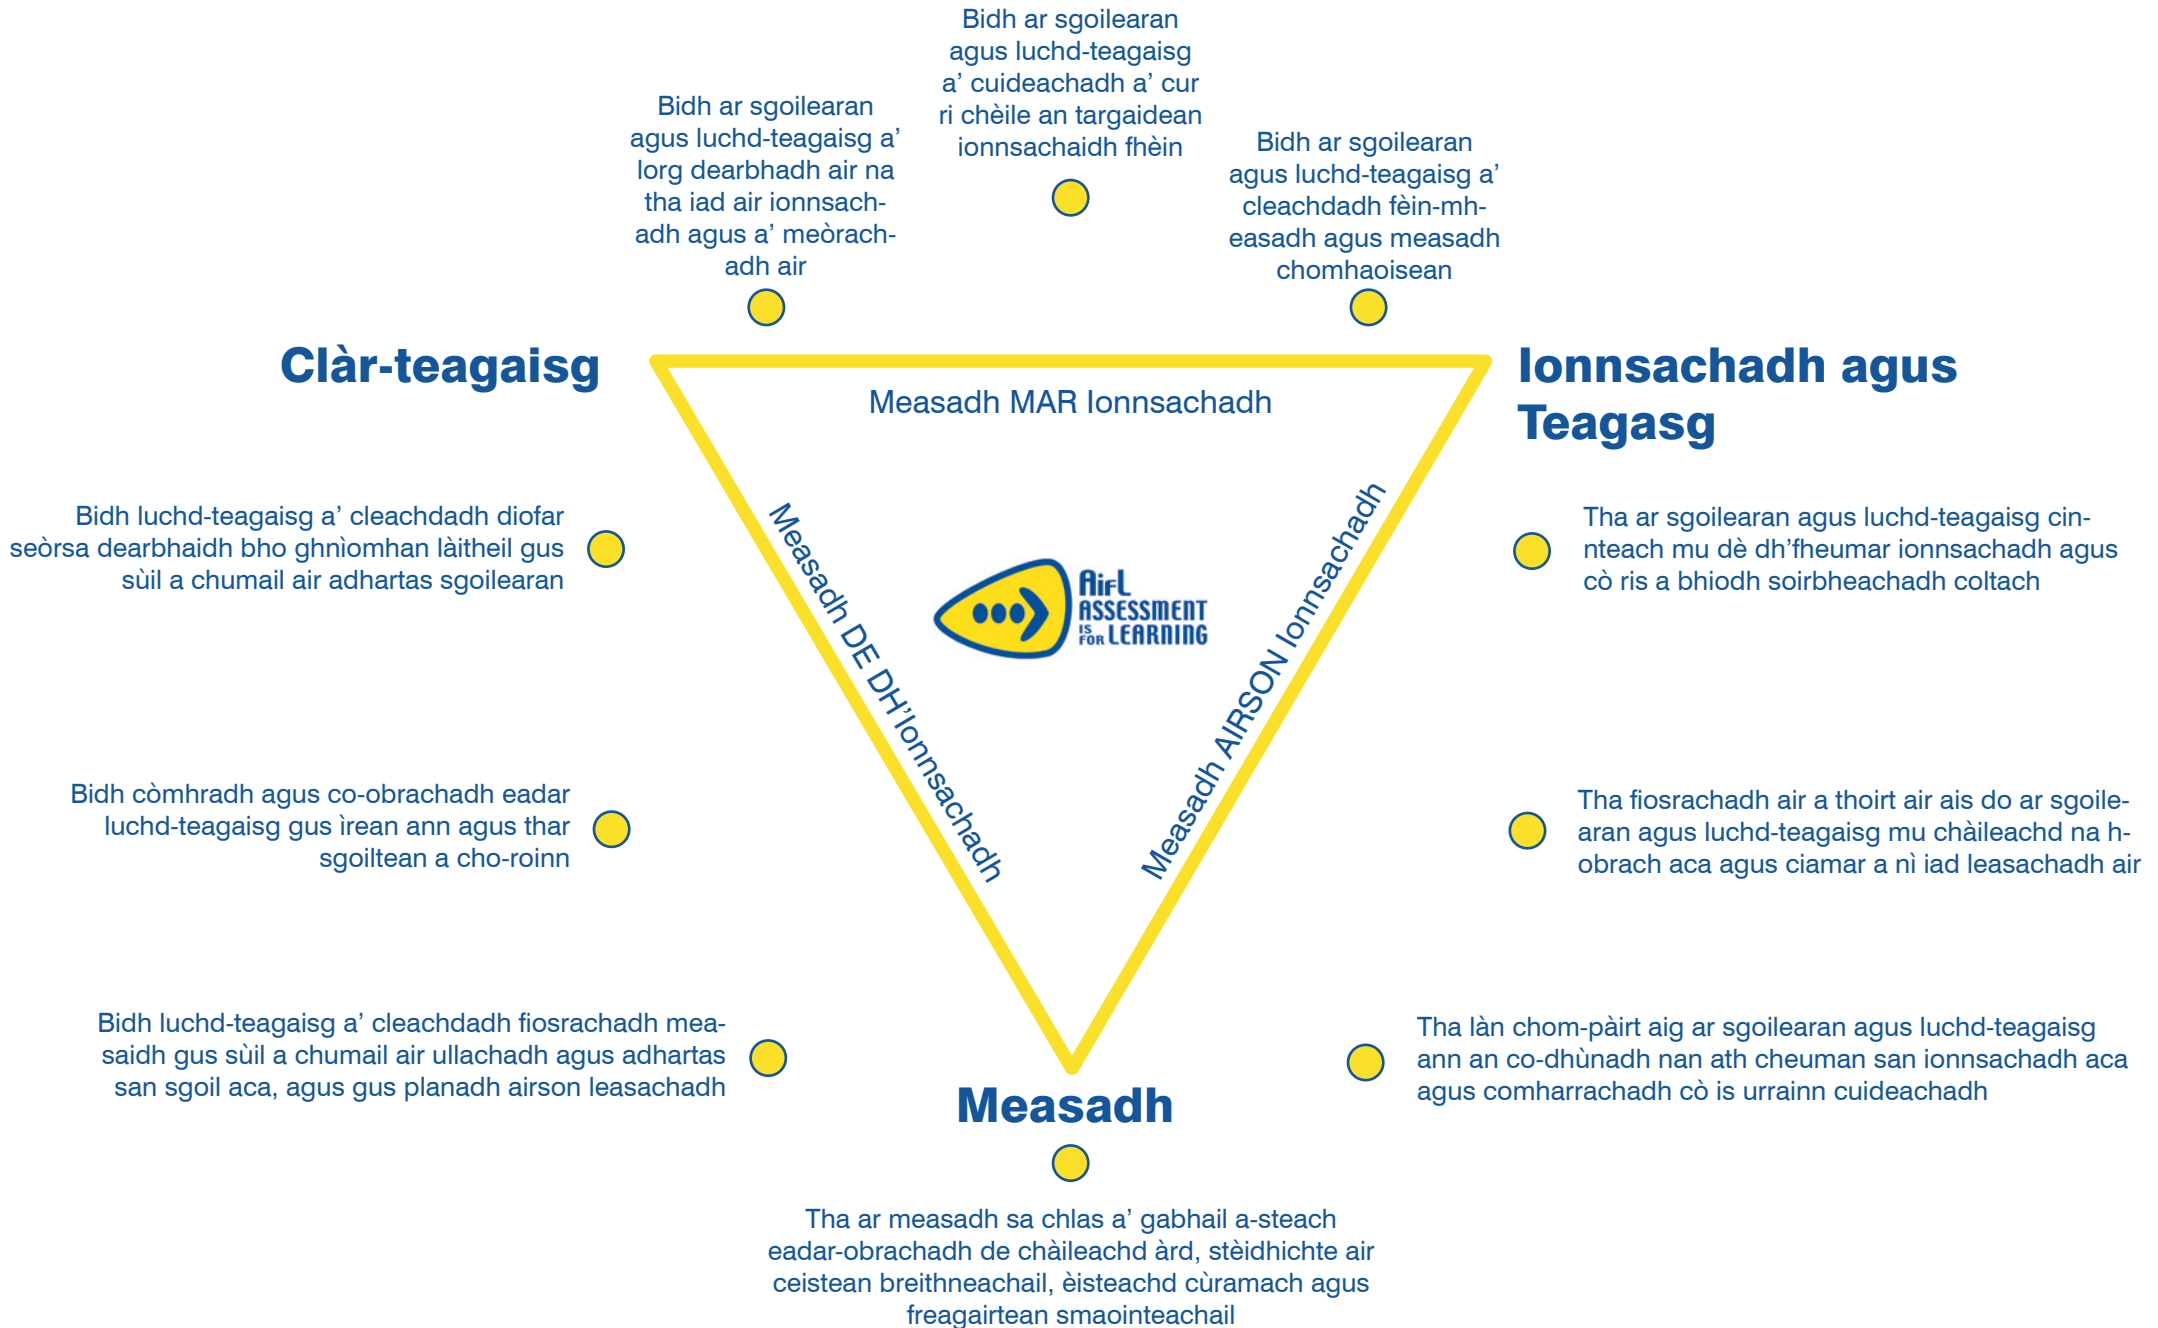 Bidh ar sgoilearan
agus luchd-teagaisg
a’ cuideachadh a’ cur
ri chèile an targaidean
ionnsachaidh fhèin
Bidh ar sgoilearan
agus luchd-teagaisg a’
lorg dearbhadh air na
tha iad air ionnsach-
adh agus a’ meòrach-
adh air
Bidh ar sgoilearan
agus luchd-teagaisg a’
cleachdadh fèin-mh-
easadh agus measadh
chomhaoisean
Clàr-teagaisg
Ionnsachadh agus
Teagasg
Measadh MAR Ionnsachadh
Measadh DE DH’Ionnsachadh
Measadh AIRSON Ionnsachadh
AifL
ASSESSMENT
IS
FOR LEARNING
Bidh luchd-teagaisg a’ cleachdadh diofar
seòrsa dearbhaidh bho ghnìomhan làitheil gus
sùil a chumail air adhartas sgoilearan
Tha ar sgoilearan agus luchd-teagaisg cin-
nteach mu dè dh’fheumar ionnsachadh agus
cò ris a bhiodh soirbheachadh coltach
Bidh còmhradh agus co-obrachadh eadar
luchd-teagaisg gus ìrean ann agus thar
sgoiltean a cho-roinn
Tha fiosrachadh air a thoirt air ais do ar sgoile-
aran agus luchd-teagaisg mu chàileachd na h-
obrach aca agus ciamar a nì iad leasachadh air
Bidh luchd-teagaisg a’ cleachdadh fiosrachadh mea-
saidh gus sùil a chumail air ullachadh agus adhartas
san sgoil aca, agus gus planadh airson leasachadh
Tha làn chom-pàirt aig ar sgoilearan agus luchd-teagaisg
ann an co-dhùnadh nan ath cheuman san ionnsachadh aca
agus comharrachadh cò is urrainn cuideachadh
Measadh
Tha ar measadh sa chlas a’ gabhail a-steach
eadar-obrachadh de chàileachd àrd, stèidhichte air
ceistean breithneachail, èisteachd cùramach agus
freagairtean smaointeachail